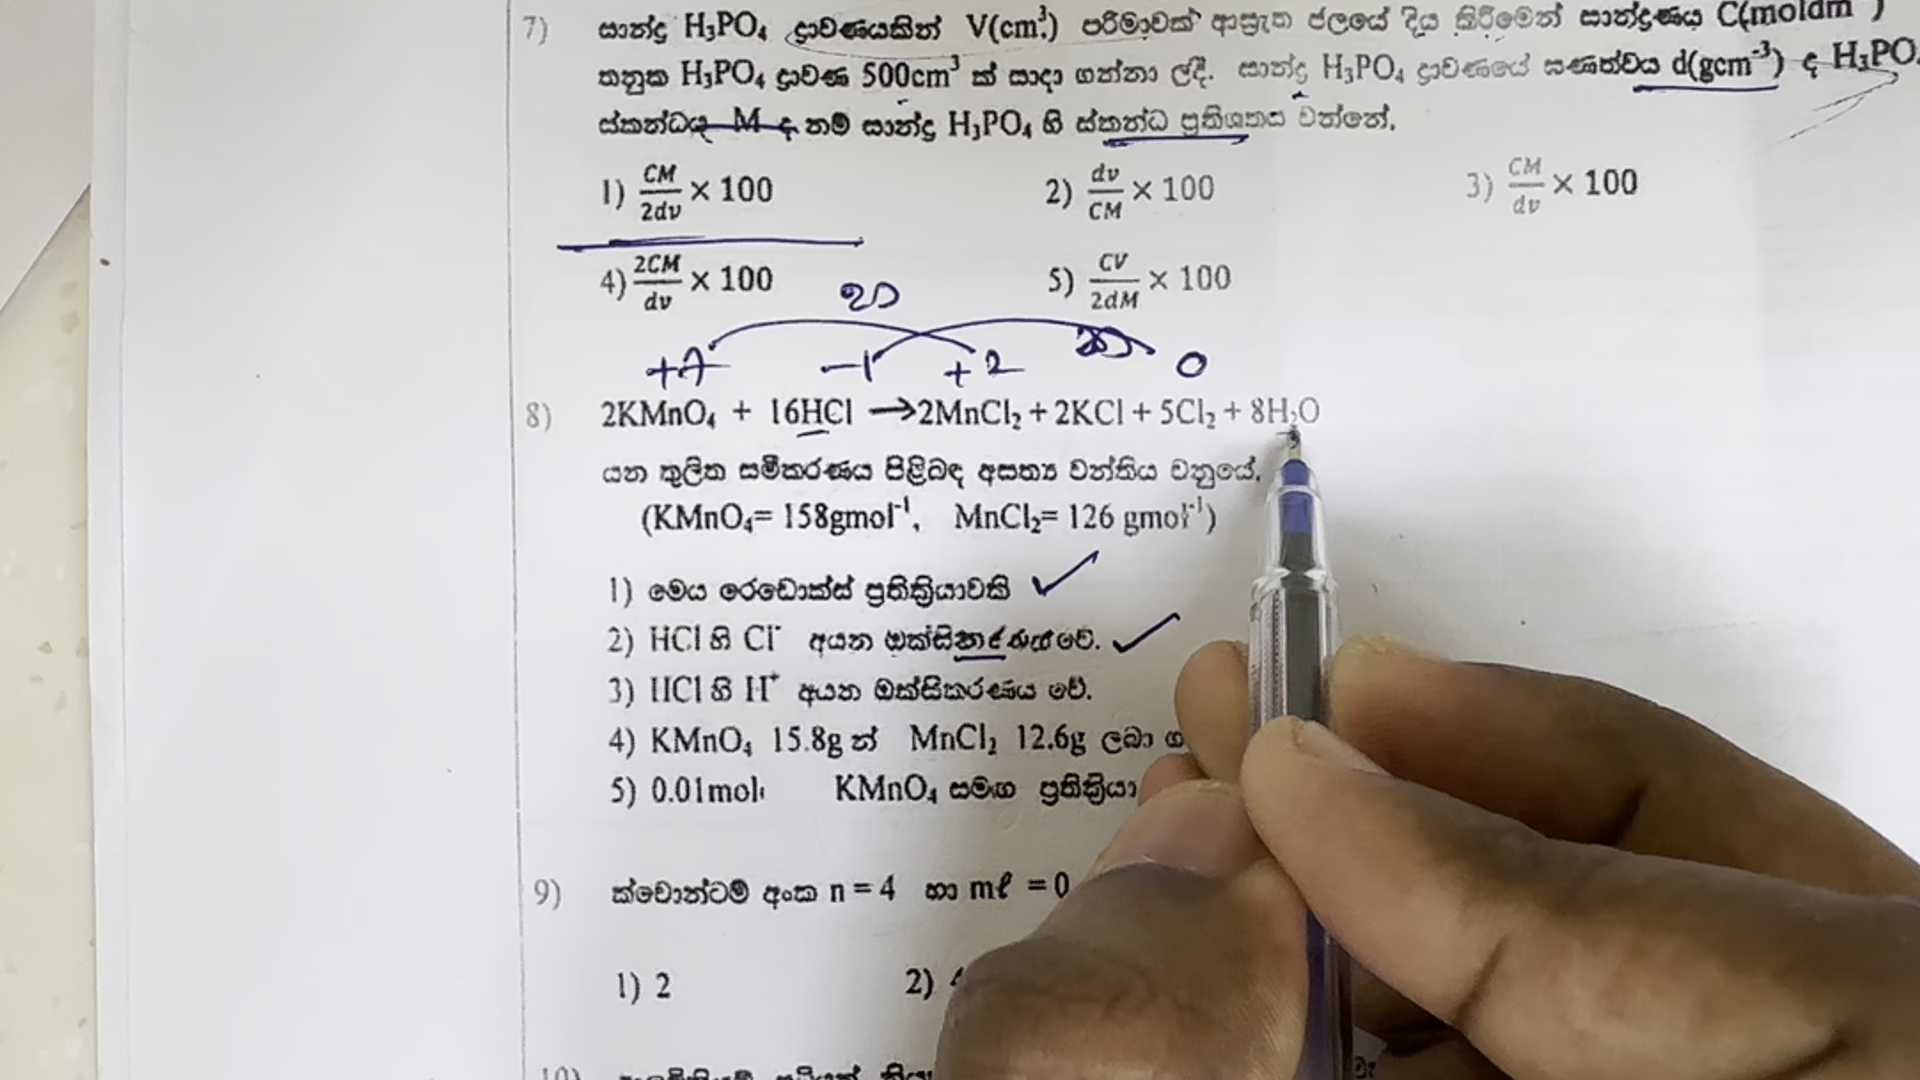 7) සාන්ද්‍ර H₃PO₄ ද්‍රාවණයකින් V(cm³) පරිමාවක් ආස්‍රැත ජලයේ දිය කිරීමෙන් සාන්ද්‍රණය C(moldm⁻ )
තනුක H₃PO₄ ද්‍රාවණ 500cm³ ක් සාදා ගන්නා ලදී. සාන්ද්‍ර H₃PO₄ ද්‍රාවණයේ ඝණත්වය d(gcm⁻³) ද H₃PO
ස්කන්ධය M ද නම් සාන්ද්‍ර H₃PO₄ හි ස්කන්ධ ප්‍රතිශතය වන්නේ,
1) CM/2dv × 100 2) dv/CM × 100 3) CM/dv × 100
4) 2CM/dv × 100 5) CV/2dM × 100
+7 −1 +2 0
8) 2KMnO₄ + 16HCl → 2MnCl₂ + 2KCl + 5Cl₂ + 8H₂O
යන තුලිත සමීකරණය පිළිබඳ අසත්‍ය වන්නිය වනුයේ,
(KMnO₄= 158gmol⁻¹, MnCl₂= 126 gmol⁻¹)
1) මෙය රෙඩොක්ස් ප්‍රතික්‍රියාවකි ✓
2) HCl හි Cl⁻ අයන ඔක්සිකරණය වේ. ✓
3) HCl හි H⁺ අයන ඔක්සිකරණය වේ.
4) KMnO₄ 15.8g න් MnCl₂ 12.6g ලබා ග
5) 0.01mol KMnO₄ සමඟ ප්‍රතික්‍රියා
9) ක්වොන්ටම් අංක n = 4 හා mℓ = 0
1) 2 2)
10)